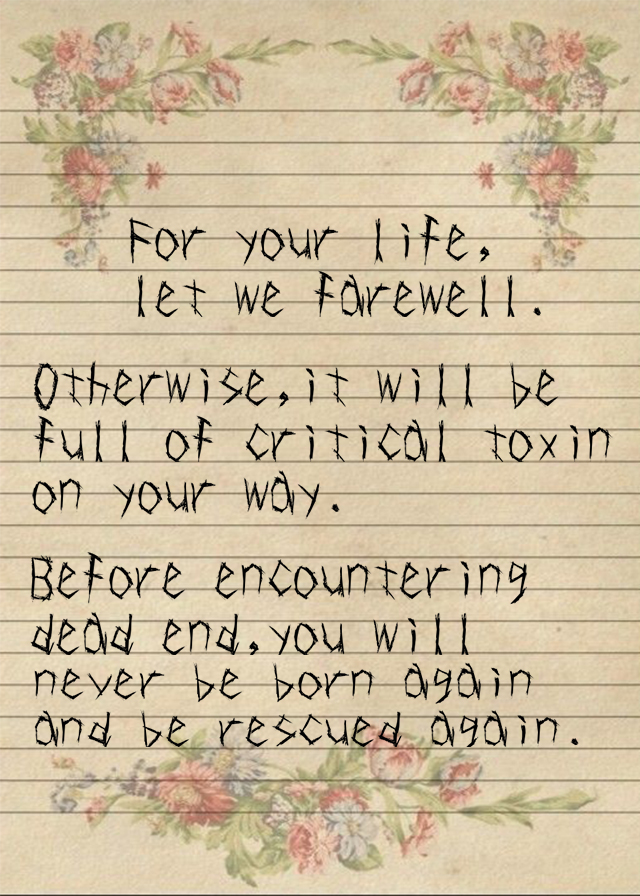 For your life,
let we farewell.
Otherwise,it will be
full of critical toxin
on your way.
Before encountering
dead end,you will
never be born again
and be rescued again.